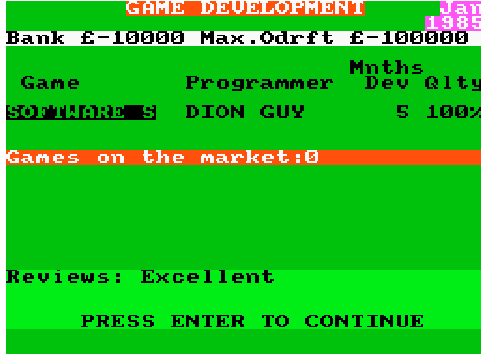 GAME DEVELOPMENT Jan
1985
Bank £-10000 Max.Odrft £-100000
Mnths
Game Programmer Dev Qlty
SOFTWARE S DION GUY 5 100%
Games on the market:0
Reviews: Excellent
PRESS ENTER TO CONTINUE